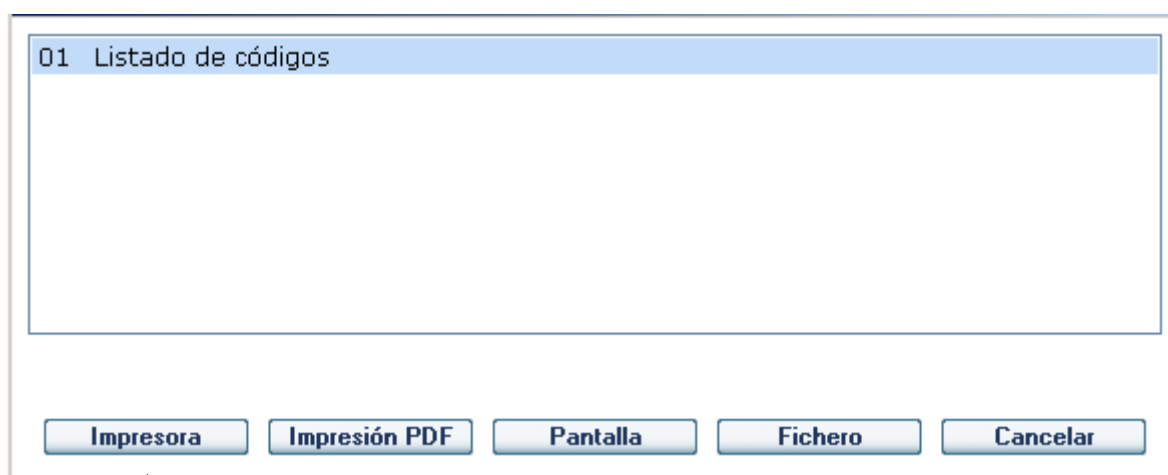 01 Listado de códigos
Impresora Impresión PDF Pantalla Fichero Cancelar